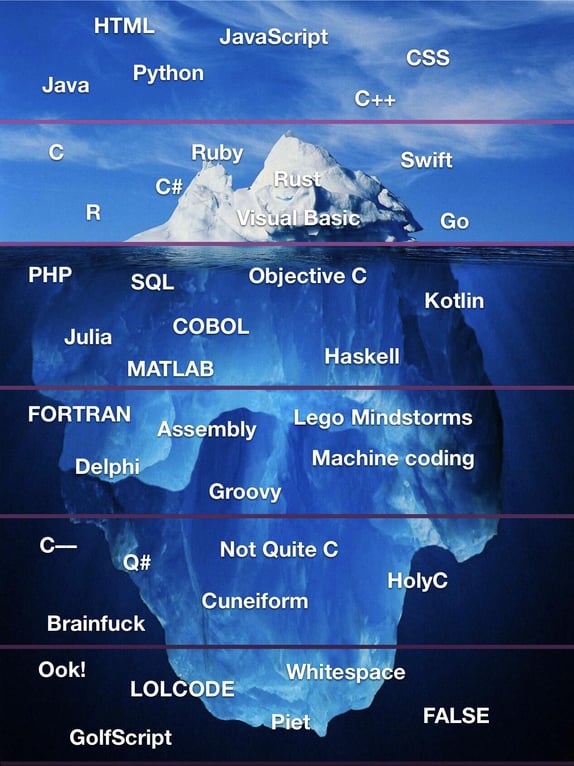 HTML
JavaScript
CSS
Python
Java
C++
C
Ruby
Swift
Rust
C#
R
Visual Basic
Go
PHP
SQL
Objective C
Kotlin
COBOL
Julia
Haskell
MATLAB
FORTRAN
Assembly
Lego Mindstorms
Delphi
Machine coding
Groovy
C—
Q#
Not Quite C
HolyC
Cuneiform
Brainfuck
Ook!
Whitespace
LOLCODE
Piet
FALSE
GolfScript